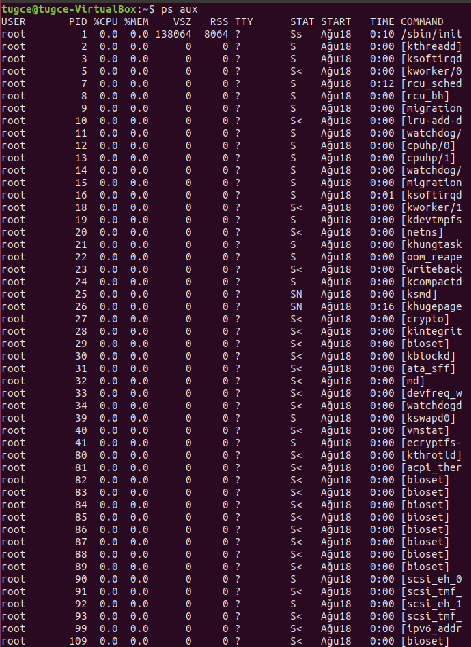 tugce@tugce-VirtualBox:~$ ps aux
USER       PID %CPU %MEM    VSZ   RSS TTY      STAT START   TIME COMMAND
root         1  0.0  0.0 138064  8064 ?        Ss   Ağu18   0:10 /sbin/init
root         2  0.0  0.0      0     0 ?        S    Ağu18   0:00 [kthreadd]
root         3  0.0  0.0      0     0 ?        S    Ağu18   0:00 [ksoftirqd
root         5  0.0  0.0      0     0 ?        S<   Ağu18   0:00 [kworker/0
root         7  0.0  0.0      0     0 ?        S    Ağu18   0:12 [rcu_sched
root         8  0.0  0.0      0     0 ?        S    Ağu18   0:00 [rcu_bh]
root         9  0.0  0.0      0     0 ?        S    Ağu18   0:00 [migration
root        10  0.0  0.0      0     0 ?        S<   Ağu18   0:00 [lru-add-d
root        11  0.0  0.0      0     0 ?        S    Ağu18   0:00 [watchdog/
root        12  0.0  0.0      0     0 ?        S    Ağu18   0:00 [cpuhp/0]
root        13  0.0  0.0      0     0 ?        S    Ağu18   0:00 [cpuhp/1]
root        14  0.0  0.0      0     0 ?        S    Ağu18   0:00 [watchdog/
root        15  0.0  0.0      0     0 ?        S    Ağu18   0:00 [migration
root        16  0.0  0.0      0     0 ?        S    Ağu18   0:01 [ksoftirqd
root        18  0.0  0.0      0     0 ?        S<   Ağu18   0:00 [kworker/1
root        19  0.0  0.0      0     0 ?        S    Ağu18   0:00 [kdevtmpfs
root        20  0.0  0.0      0     0 ?        S<   Ağu18   0:00 [netns]
root        21  0.0  0.0      0     0 ?        S    Ağu18   0:00 [khungtask
root        22  0.0  0.0      0     0 ?        S    Ağu18   0:00 [oom_reape
root        23  0.0  0.0      0     0 ?        S<   Ağu18   0:00 [writeback
root        24  0.0  0.0      0     0 ?        S    Ağu18   0:00 [kcompactd
root        25  0.0  0.0      0     0 ?        SN   Ağu18   0:00 [ksmd]
root        26  0.0  0.0      0     0 ?        SN   Ağu18   0:16 [khugepage
root        27  0.0  0.0      0     0 ?        S<   Ağu18   0:00 [crypto]
root        28  0.0  0.0      0     0 ?        S<   Ağu18   0:00 [kintegrit
root        29  0.0  0.0      0     0 ?        S<   Ağu18   0:00 [bioset]
root        30  0.0  0.0      0     0 ?        S<   Ağu18   0:00 [kblockd]
root        31  0.0  0.0      0     0 ?        S<   Ağu18   0:00 [ata_sff]
root        32  0.0  0.0      0     0 ?        S<   Ağu18   0:00 [md]
root        33  0.0  0.0      0     0 ?        S<   Ağu18   0:00 [devfreq_w
root        34  0.0  0.0      0     0 ?        S<   Ağu18   0:00 [watchdogd
root        39  0.0  0.0      0     0 ?        S    Ağu18   0:00 [kswapd0]
root        40  0.0  0.0      0     0 ?        S<   Ağu18   0:00 [vmstat]
root        41  0.0  0.0      0     0 ?        S    Ağu18   0:00 [ecryptfs-
root        80  0.0  0.0      0     0 ?        S<   Ağu18   0:00 [kthrotld]
root        81  0.0  0.0      0     0 ?        S<   Ağu18   0:00 [acpi_ther
root        82  0.0  0.0      0     0 ?        S<   Ağu18   0:00 [bioset]
root        83  0.0  0.0      0     0 ?        S<   Ağu18   0:00 [bioset]
root        84  0.0  0.0      0     0 ?        S<   Ağu18   0:00 [bioset]
root        85  0.0  0.0      0     0 ?        S<   Ağu18   0:00 [bioset]
root        86  0.0  0.0      0     0 ?        S<   Ağu18   0:00 [bioset]
root        87  0.0  0.0      0     0 ?        S<   Ağu18   0:00 [bioset]
root        88  0.0  0.0      0     0 ?        S<   Ağu18   0:00 [bioset]
root        89  0.0  0.0      0     0 ?        S<   Ağu18   0:00 [bioset]
root        90  0.0  0.0      0     0 ?        S    Ağu18   0:00 [scsi_eh_0
root        91  0.0  0.0      0     0 ?        S<   Ağu18   0:00 [scsi_tmf_
root        92  0.0  0.0      0     0 ?        S    Ağu18   0:00 [scsi_eh_1
root        93  0.0  0.0      0     0 ?        S<   Ağu18   0:00 [scsi_tmf_
root        99  0.0  0.0      0     0 ?        S<   Ağu18   0:00 [ipv6_addr
root       109  0.0  0.0      0     0 ?        S<   Ağu18   0:00 [bioset]